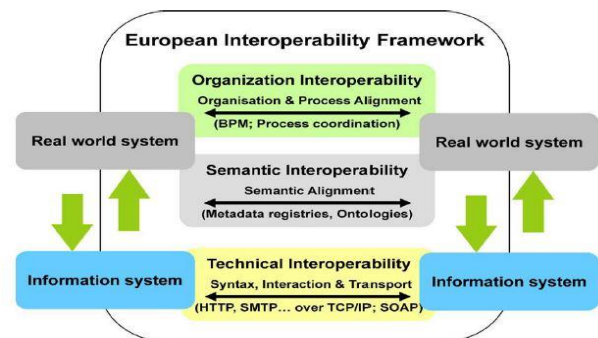 European Interoperability Framework
Organization Interoperability
Organisation & Process Alignment
(BPM; Process coordination)
Real world system
Real world system
Semantic Interoperability
Semantic Alignment
(Metadata registries, Ontologies)
Information system
Technical Interoperability
Syntax, Interaction & Transport
(HTTP, SMTP... over TCP/IP; SOAP)
Information system